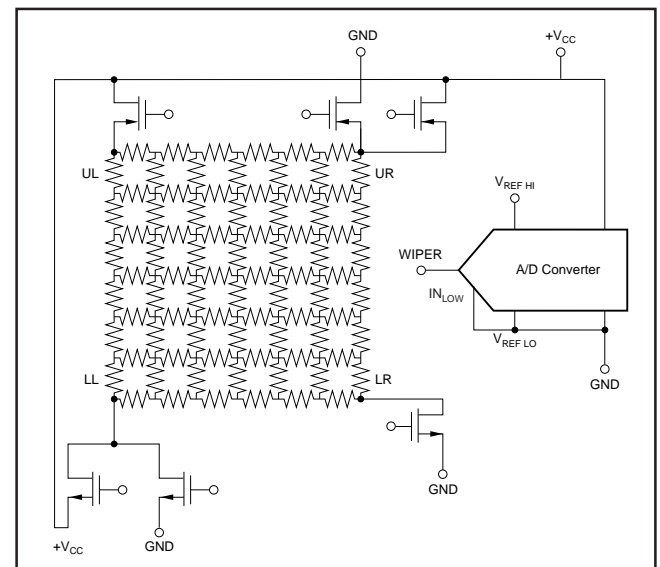 GND
+VCC
UL
UR
VREF HI
WIPER
A/D Converter
INLOW
VREF LO
GND
LL
LR
GND
+VCC
GND